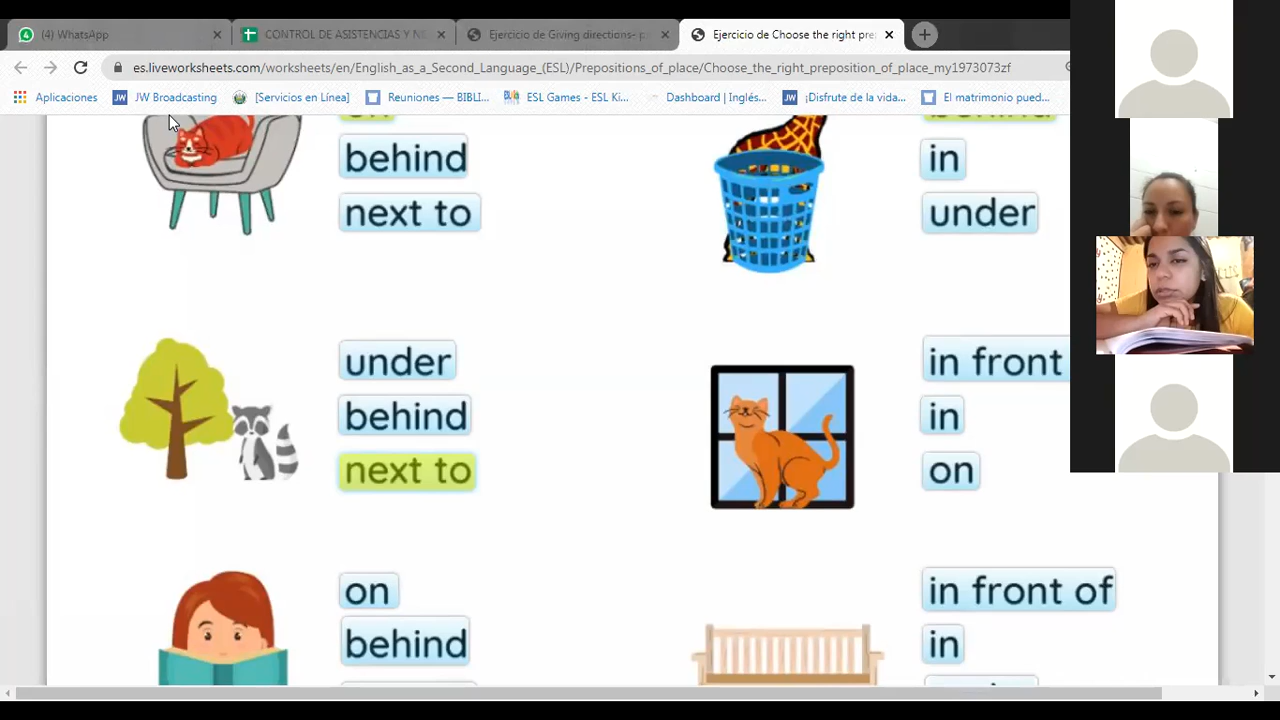 (4) WhatsApp
CONTROL DE ASISTENCIAS Y NE
Ejercicio de Giving directions- p
Ejercicio de Choose the right pre
es.liveworksheets.com/worksheets/en/English_as_a_Second_Language_(ESL)/Prepositions_of_place/Choose_the_right_preposition_of_place_my1973073zf
Aplicaciones
JW Broadcasting
[Servicios en Línea]
Reuniones — BIBLI...
ESL Games - ESL Ki...
Dashboard | Inglés,...
¡Disfrute de la vida...
El matrimonio pued...
on
behind
next to
behind
in
under
under
behind
next to
in front
in
on
on
behind
in front of
in